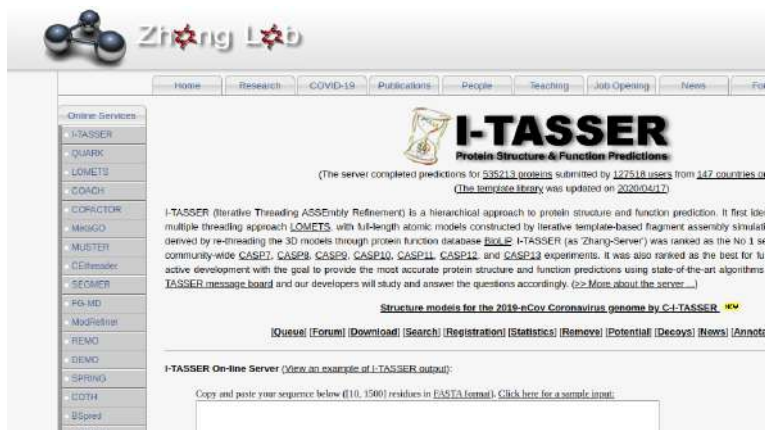 Zhang Lab
Home Research COVID-19 Publications People Teaching Job Opening News Fo
Online Services
I-TASSER
QUARK
LOMETS
COACH
COFACTOR
MetaGO
MUSTER
CEthreader
SEGMER
FG-MD
ModRefiner
REMO
DEMO
SPRING
COTH
BSpred
I-TASSER
Protein Structure & Function Predictions
(The server completed predictions for 535213 proteins submitted by 127518 users from 147 countries or
(The template library was updated on 2020/04/17)
I-TASSER (Iterative Threading ASSEmbly Refinement) is a hierarchical approach to protein structure and function prediction. It first ide
multiple threading approach LOMETS, with full-length atomic models constructed by iterative template-based fragment assembly simulati
derived by re-threading the 3D models through protein function database BioLiP. I-TASSER (as 'Zhang-Server') was ranked as the No 1 se
community-wide CASP7, CASP8, CASP9, CASP10, CASP11, CASP12, and CASP13 experiments. It was also ranked as the best for fu
active development with the goal to provide the most accurate protein structure and function predictions using state-of-the-art algorithms
TASSER message board and our developers will study and answer the questions accordingly. (>> More about the server ...)
Structure models for the 2019-nCov Coronavirus genome by C-I-TASSER NEW
[Queue] [Forum] [Download] [Search] [Registration] [Statistics] [Remove] [Potential] [Decoys] [News] [Annota
I-TASSER On-line Server (View an example of I-TASSER output):
Copy and paste your sequence below ([10, 1500] residues in FASTA format). Click here for a sample input: